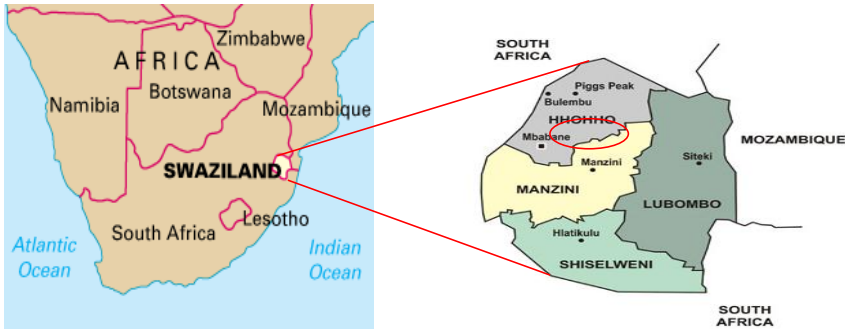 Zimbabwe
AFRICA
Botswana
Namibia
Mozambique
SWAZILAND
Lesotho
South Africa
Atlantic
Ocean
Indian
Ocean
SOUTH
AFRICA
Piggs Peak
Bulembu
HHOHHO
Mbabane
MOZAMBIQUE
Manzini
Siteki
MANZINI
LUBOMBO
Hlatikulu
SHISELWENI
SOUTH
AFRICA